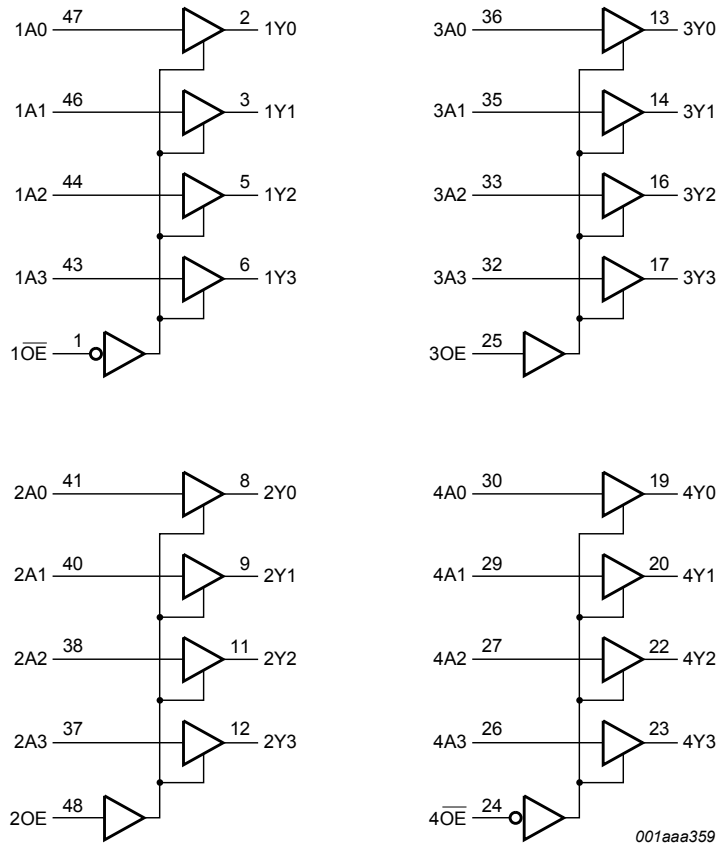 1A0 47 2 1Y0
1A1 46 3 1Y1
1A2 44 5 1Y2
1A3 43 6 1Y3
1O̅E̅ 1
3A0 36 13 3Y0
3A1 35 14 3Y1
3A2 33 16 3Y2
3A3 32 17 3Y3
3OE 25
2A0 41 8 2Y0
2A1 40 9 2Y1
2A2 38 11 2Y2
2A3 37 12 2Y3
2OE 48
4A0 30 19 4Y0
4A1 29 20 4Y1
4A2 27 22 4Y2
4A3 26 23 4Y3
4O̅E̅ 24
001aaa359